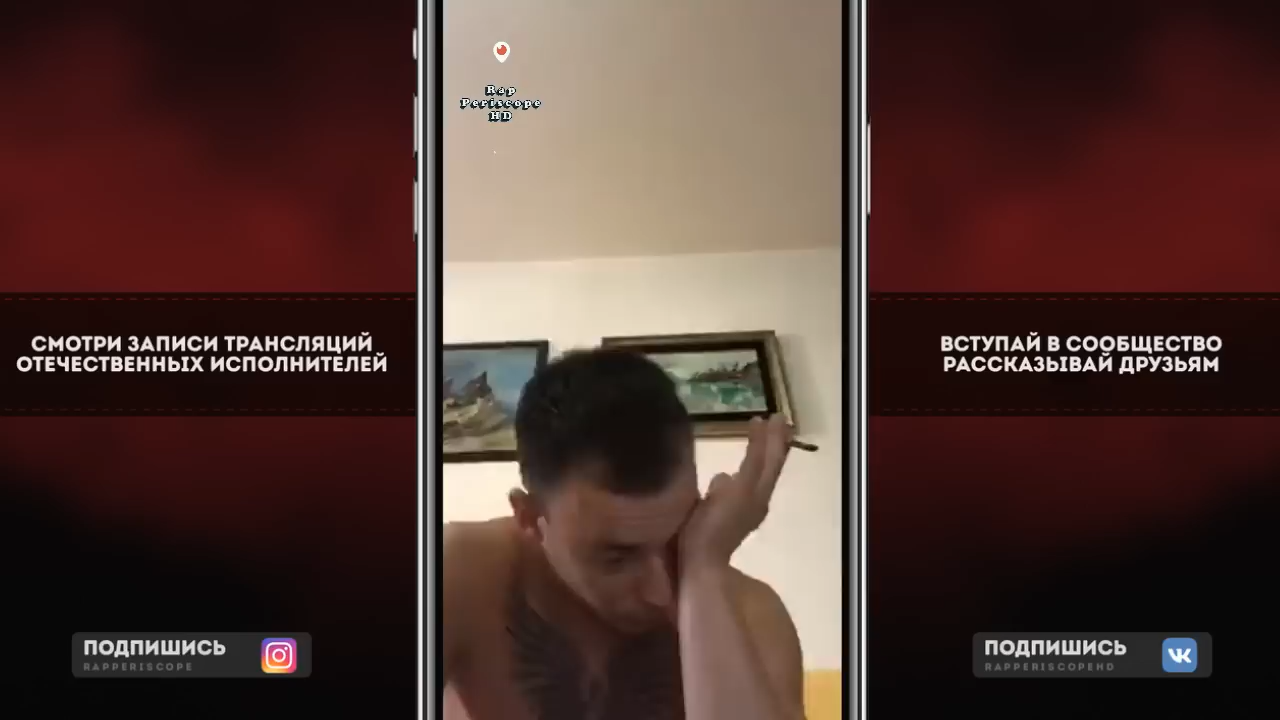 Rap
Periscope
HD
СМОТРИ ЗАПИСИ ТРАНСЛЯЦИЙ
ОТЕЧЕСТВЕННЫХ ИСПОЛНИТЕЛЕЙ
ВСТУПАЙ В СООБЩЕСТВО
РАССКАЗЫВАЙ ДРУЗЬЯМ
ПОДПИШИСЬ
RAPPERISCOPE
ПОДПИШИСЬ
RAPPERISCOPEHD